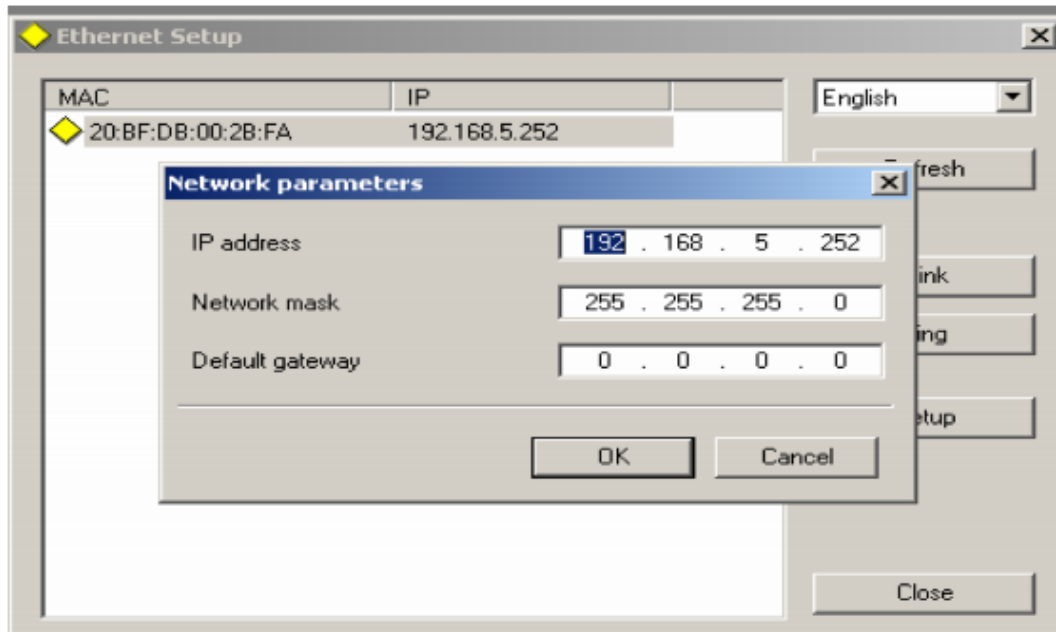 Ethernet Setup
MAC IP
20:BF:DB:00:2B:FA 192.168.5.252
English
Network parameters
IP address 192 . 168 . 5 . 252
Network mask 255 . 255 . 255 . 0
Default gateway 0 . 0 . 0 . 0
OK Cancel
Close